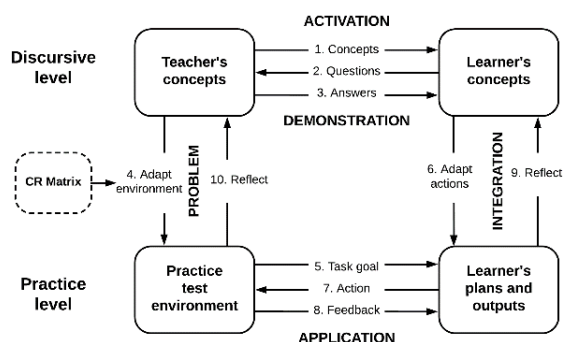 ACTIVATION
Discursive
level
Teacher's
concepts
1. Concepts
2. Questions
3. Answers
Learner's
concepts
DEMONSTRATION
CR Matrix
4. Adapt
environment
PROBLEM
10. Reflect
6. Adapt
actions
INTEGRATION
9. Reflect
Practice
level
Practice
test
environment
5. Task goal
7. Action
8. Feedback
Learner's
plans and
outputs
APPLICATION